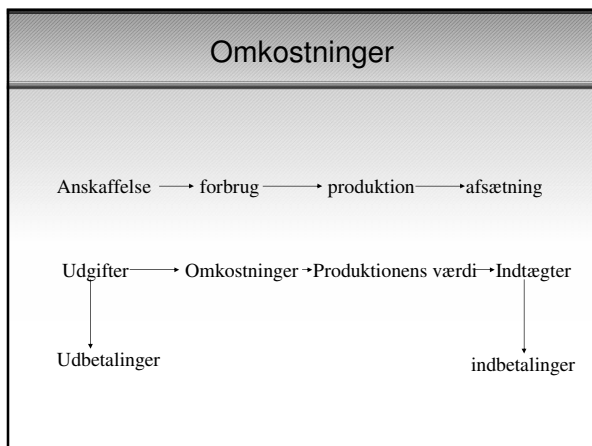 Omkostninger
Anskaffelse forbrug produktion afsætning
Udgifter Omkostninger Produktionens værdi Indtægter
Udbetalinger indbetalinger